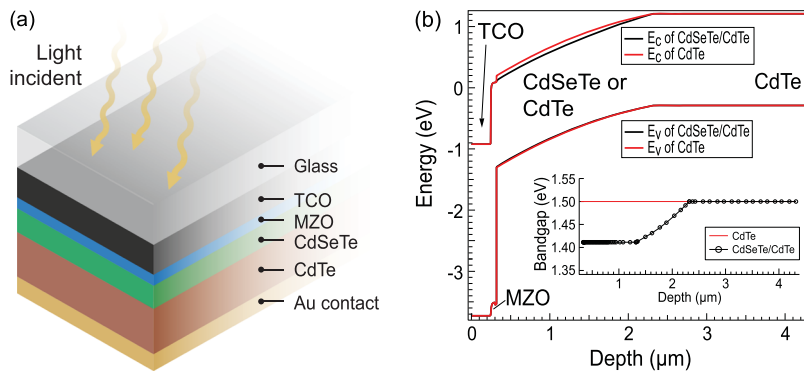 (a)
Light
incident
Glass
TCO
MZO
CdSeTe
CdTe
Au contact
(b)
Energy (eV)
1
0
-1
-2
-3
TCO
E_C of CdSeTe/CdTe
E_C of CdTe
CdSeTe or
CdTe
CdTe
E_V of CdSeTe/CdTe
E_V of CdTe
Bandgap (eV)
1.50
1.50
1.40
1.35
CdTe
CdSeTe/CdTe
1 2 3 4
Depth (µm)
MZO
0 1 2 3 4
Depth (µm)